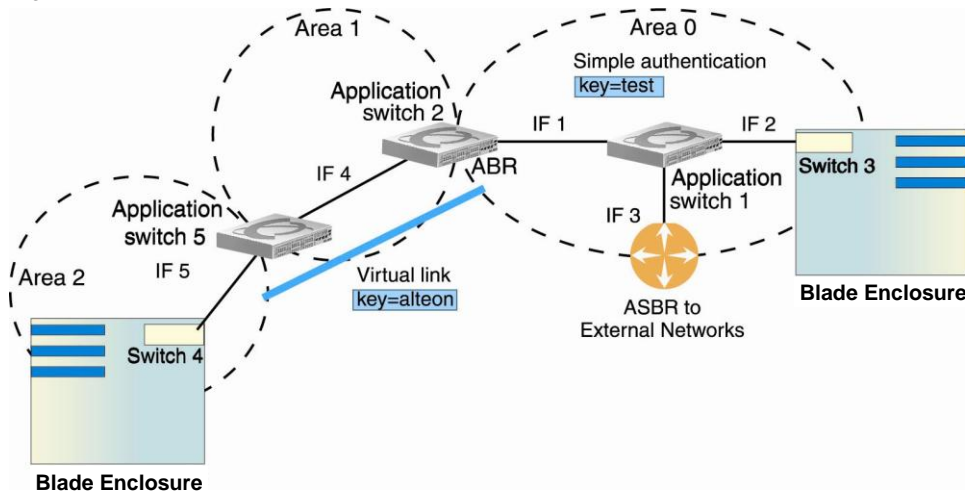 Area 1
Area 0
Simple authentication
key=test
Application
switch 2
IF 1
IF 2
ABR
Switch 3
IF 4
Application
switch 1
Application
switch 5
IF 3
IF 5
Area 2
Virtual link
key=alteon
Blade Enclosure
ASBR to
External Networks
Switch 4
Blade Enclosure